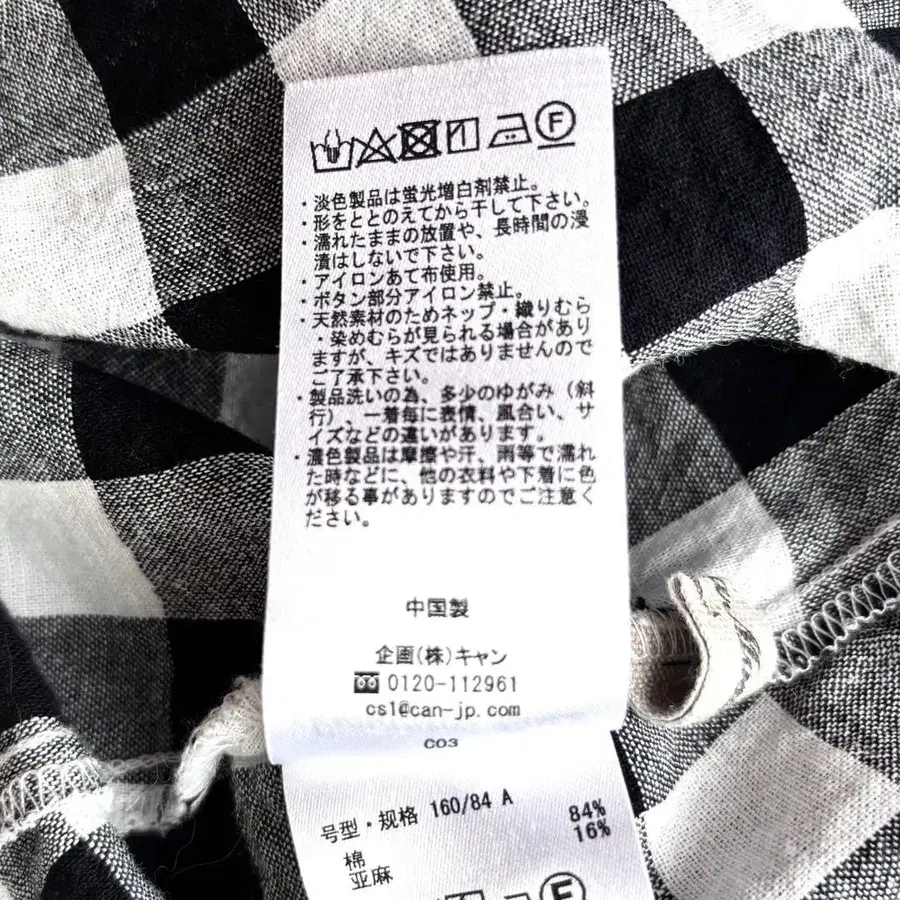 F
・淡色製品は蛍光増白剤禁止。
・形をととのえてから干して下さい。
・濡れたままの放置や、長時間の浸
漬はしないで下さい。
・アイロンあて布使用。
・ボタン部分アイロン禁止。
・天然素材のためネップ・織りむら
・染めむらが見られる場合があり
ますが、キズではありませんので
ご了承下さい。
・製品洗いの為、多少のゆがみ（斜
行）、一着毎に表情、風合い、サ
イズなどの違いがあります。
・濃色製品は摩擦や汗、雨等で濡れ
た時などに、他の衣料や下着に色
が移る事がありますのでご注意く
ださい。
中国製
企画(株)キャン
0120-112961
cs1@can-jp.com
C03
号型・规格 160/84 A
棉 84%
亚麻 16%
F